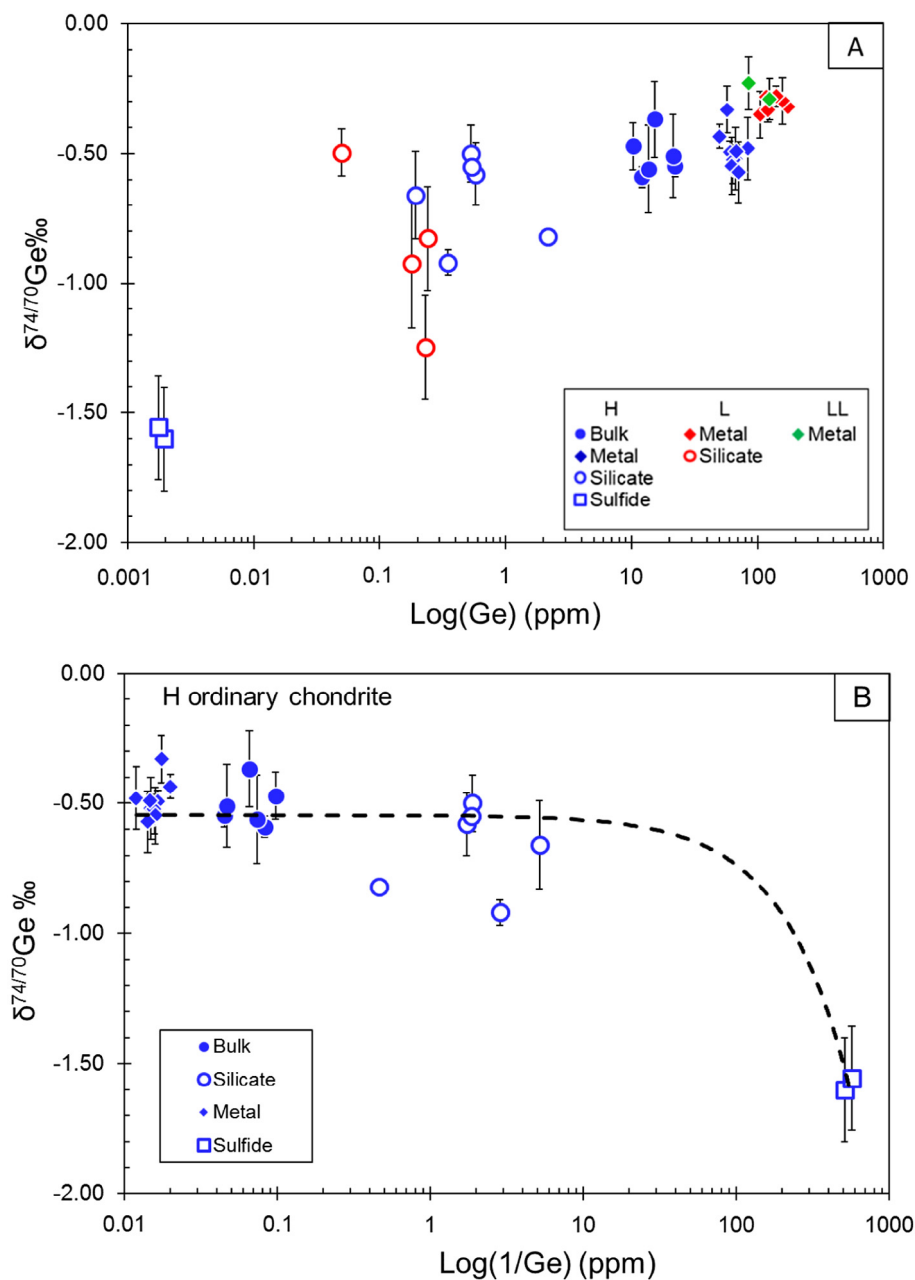 0.00
A
-0.50
-1.00
δ74/70Ge‰
-1.50
-2.00
H L LL
Bulk Metal Metal
Metal Silicate
Silicate
Sulfide
0.001 0.01 0.1 1 10 100 1000
Log(Ge) (ppm)
0.00
H ordinary chondrite B
-0.50
-1.00
δ74/70Ge ‰
-1.50
-2.00
Bulk
Silicate
Metal
Sulfide
0.01 0.1 1 10 100 1000
Log(1/Ge) (ppm)